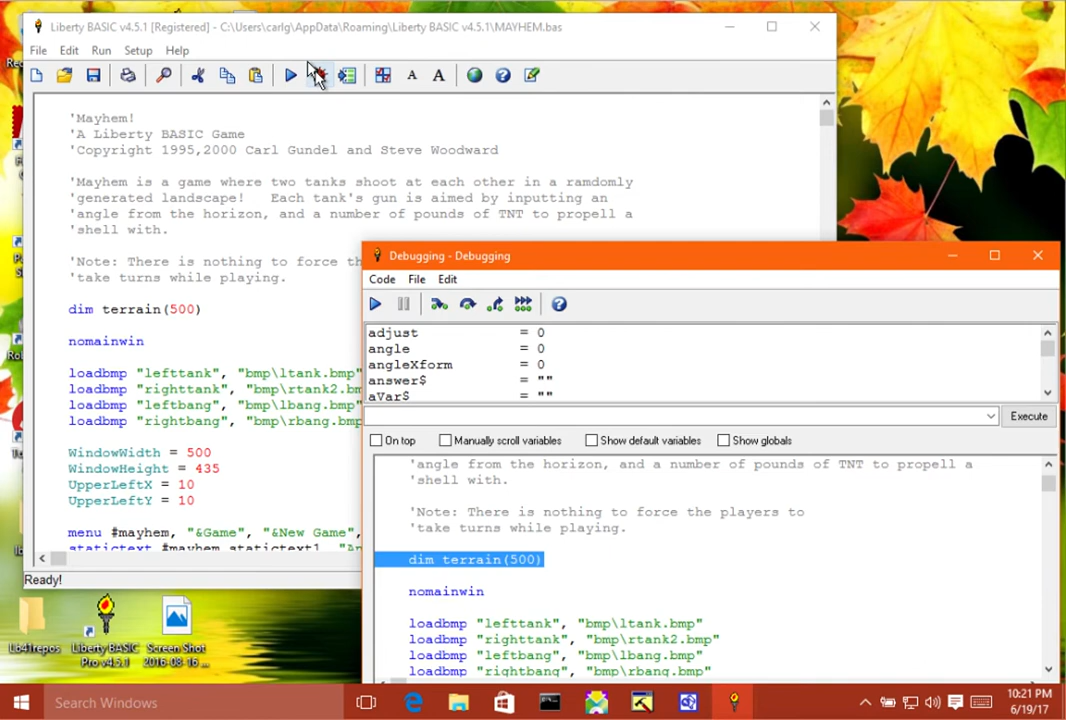 Liberty BASIC v4.5.1 [Registered] - C:\Users\carlg\AppData\Roaming\Liberty BASIC v4.5.1\MAYHEM.bas
File Edit Run Setup Help
A A
'Mayhem!
'A Liberty BASIC Game
'Copyright 1995,2000 Carl Gundel and Steve Woodward
'Mayhem is a game where two tanks shoot at each other in a ramdomly
'generated landscape! Each tank's gun is aimed by inputting an
'angle from the horizon, and a number of pounds of TNT to propell a
'shell with.
'Note: There is nothing to force th
'take turns while playing.
dim terrain(500)
nomainwin
loadbmp "lefttank", "bmp\ltank.bmp"
loadbmp "righttank", "bmp\rtank2.bm
loadbmp "leftbang", "bmp\lbang.bmp"
loadbmp "rightbang", "bmp\rbang.bmp
WindowWidth = 500
WindowHeight = 435
UpperLeftX = 10
UpperLeftY = 10
menu #mayhem, "&Game", "&New Game",
statictext #mayhem.statictext1, "An
Ready!
Debugging - Debugging
Code File Edit
adjust = 0
angle = 0
angleXform = 0
answer$ = ""
aVar$ = ""
Execute
On top Manually scroll variables Show default variables Show globals
'angle from the horizon, and a number of pounds of TNT to propell a
'shell with.
'Note: There is nothing to force the players to
'take turns while playing.
dim terrain(500)
nomainwin
loadbmp "lefttank", "bmp\ltank.bmp"
loadbmp "righttank", "bmp\rtank2.bmp"
loadbmp "leftbang", "bmp\lbang.bmp"
loadbmp "rightbang", "bmp\rbang.bmp"
Lb41repos
Liberty BASIC Pro v4.5.1
Screen Shot 2016-08-16 ...
Search Windows
10:21 PM
6/19/17